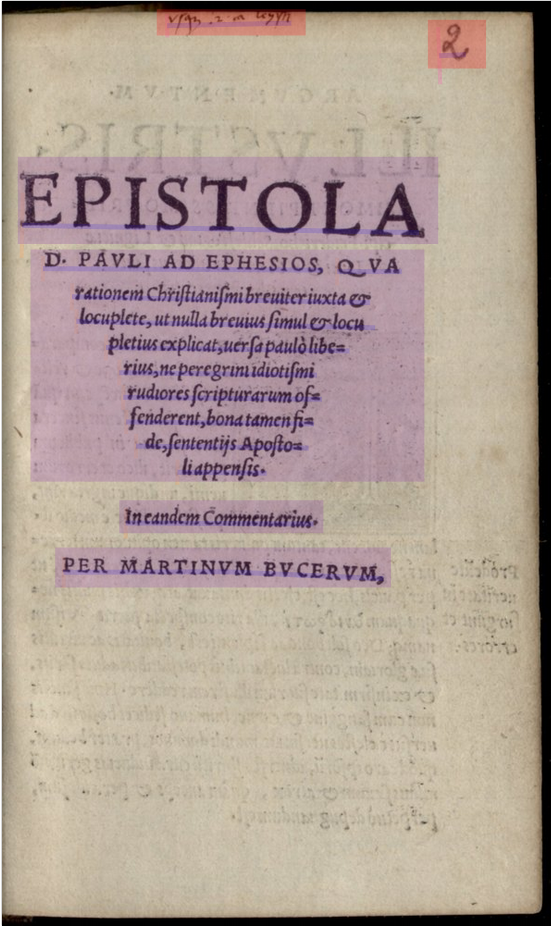 2
EPISTOLA
D. PAVLI AD EPHESIOS, QVA
rationem Christianismi breuiter iuxta &
locuplete, ut nulla breuius simul & locu
pletius explicat, uersa paulò libe=
rius, ne peregrini idiotismi
rudiores scripturarum of=
fenderent, bona tamen fi=
de, sententijs Aposto=
li appensis.
In eandem Commentarius.
PER MARTINVM BVCERVM,